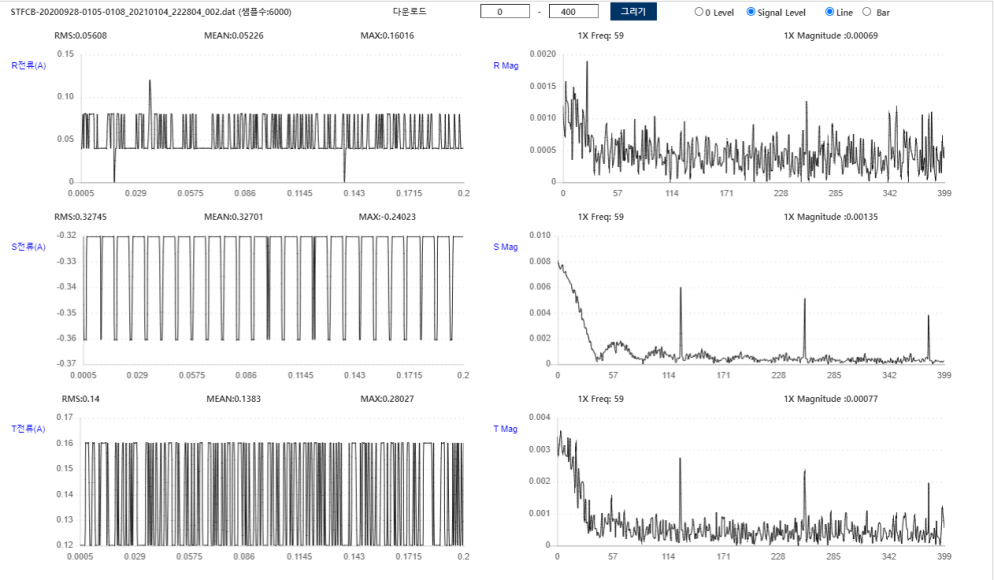 STFCB-20200928-0105-0108_20210104_222804_002.dat (샘플수:6000) 다운로드 0 - 400 그리기 0 Level Signal Level Line Bar
RMS:0.05608 MEAN:0.05226 MAX:0.16016
R전류(A)
0.15
0.10
0.05
0
0.0005 0.029 0.0575 0.086 0.1145 0.143 0.1715 0.2
1X Freq: 59 1X Magnitude :0.00069
R Mag
0.0020
0.0015
0.0010
0.0005
0
0 57 114 171 228 285 342 399
RMS:0.32745 MEAN:0.32701 MAX:-0.24023
S전류(A)
-0.32
-0.33
-0.34
-0.35
-0.36
-0.37
0.0005 0.029 0.0575 0.086 0.1145 0.143 0.1715 0.2
1X Freq: 59 1X Magnitude :0.00135
S Mag
0.010
0.008
0.006
0.004
0.002
0
0 57 114 171 228 285 342 399
RMS:0.14 MEAN:0.1383 MAX:0.28027
T전류(A)
0.17
0.16
0.15
0.14
0.13
0.12
0.0005 0.029 0.0575 0.086 0.1145 0.143 0.1715 0.2
1X Freq: 59 1X Magnitude :0.00077
T Mag
0.004
0.003
0.002
0.001
0
0 57 114 171 228 285 342 399